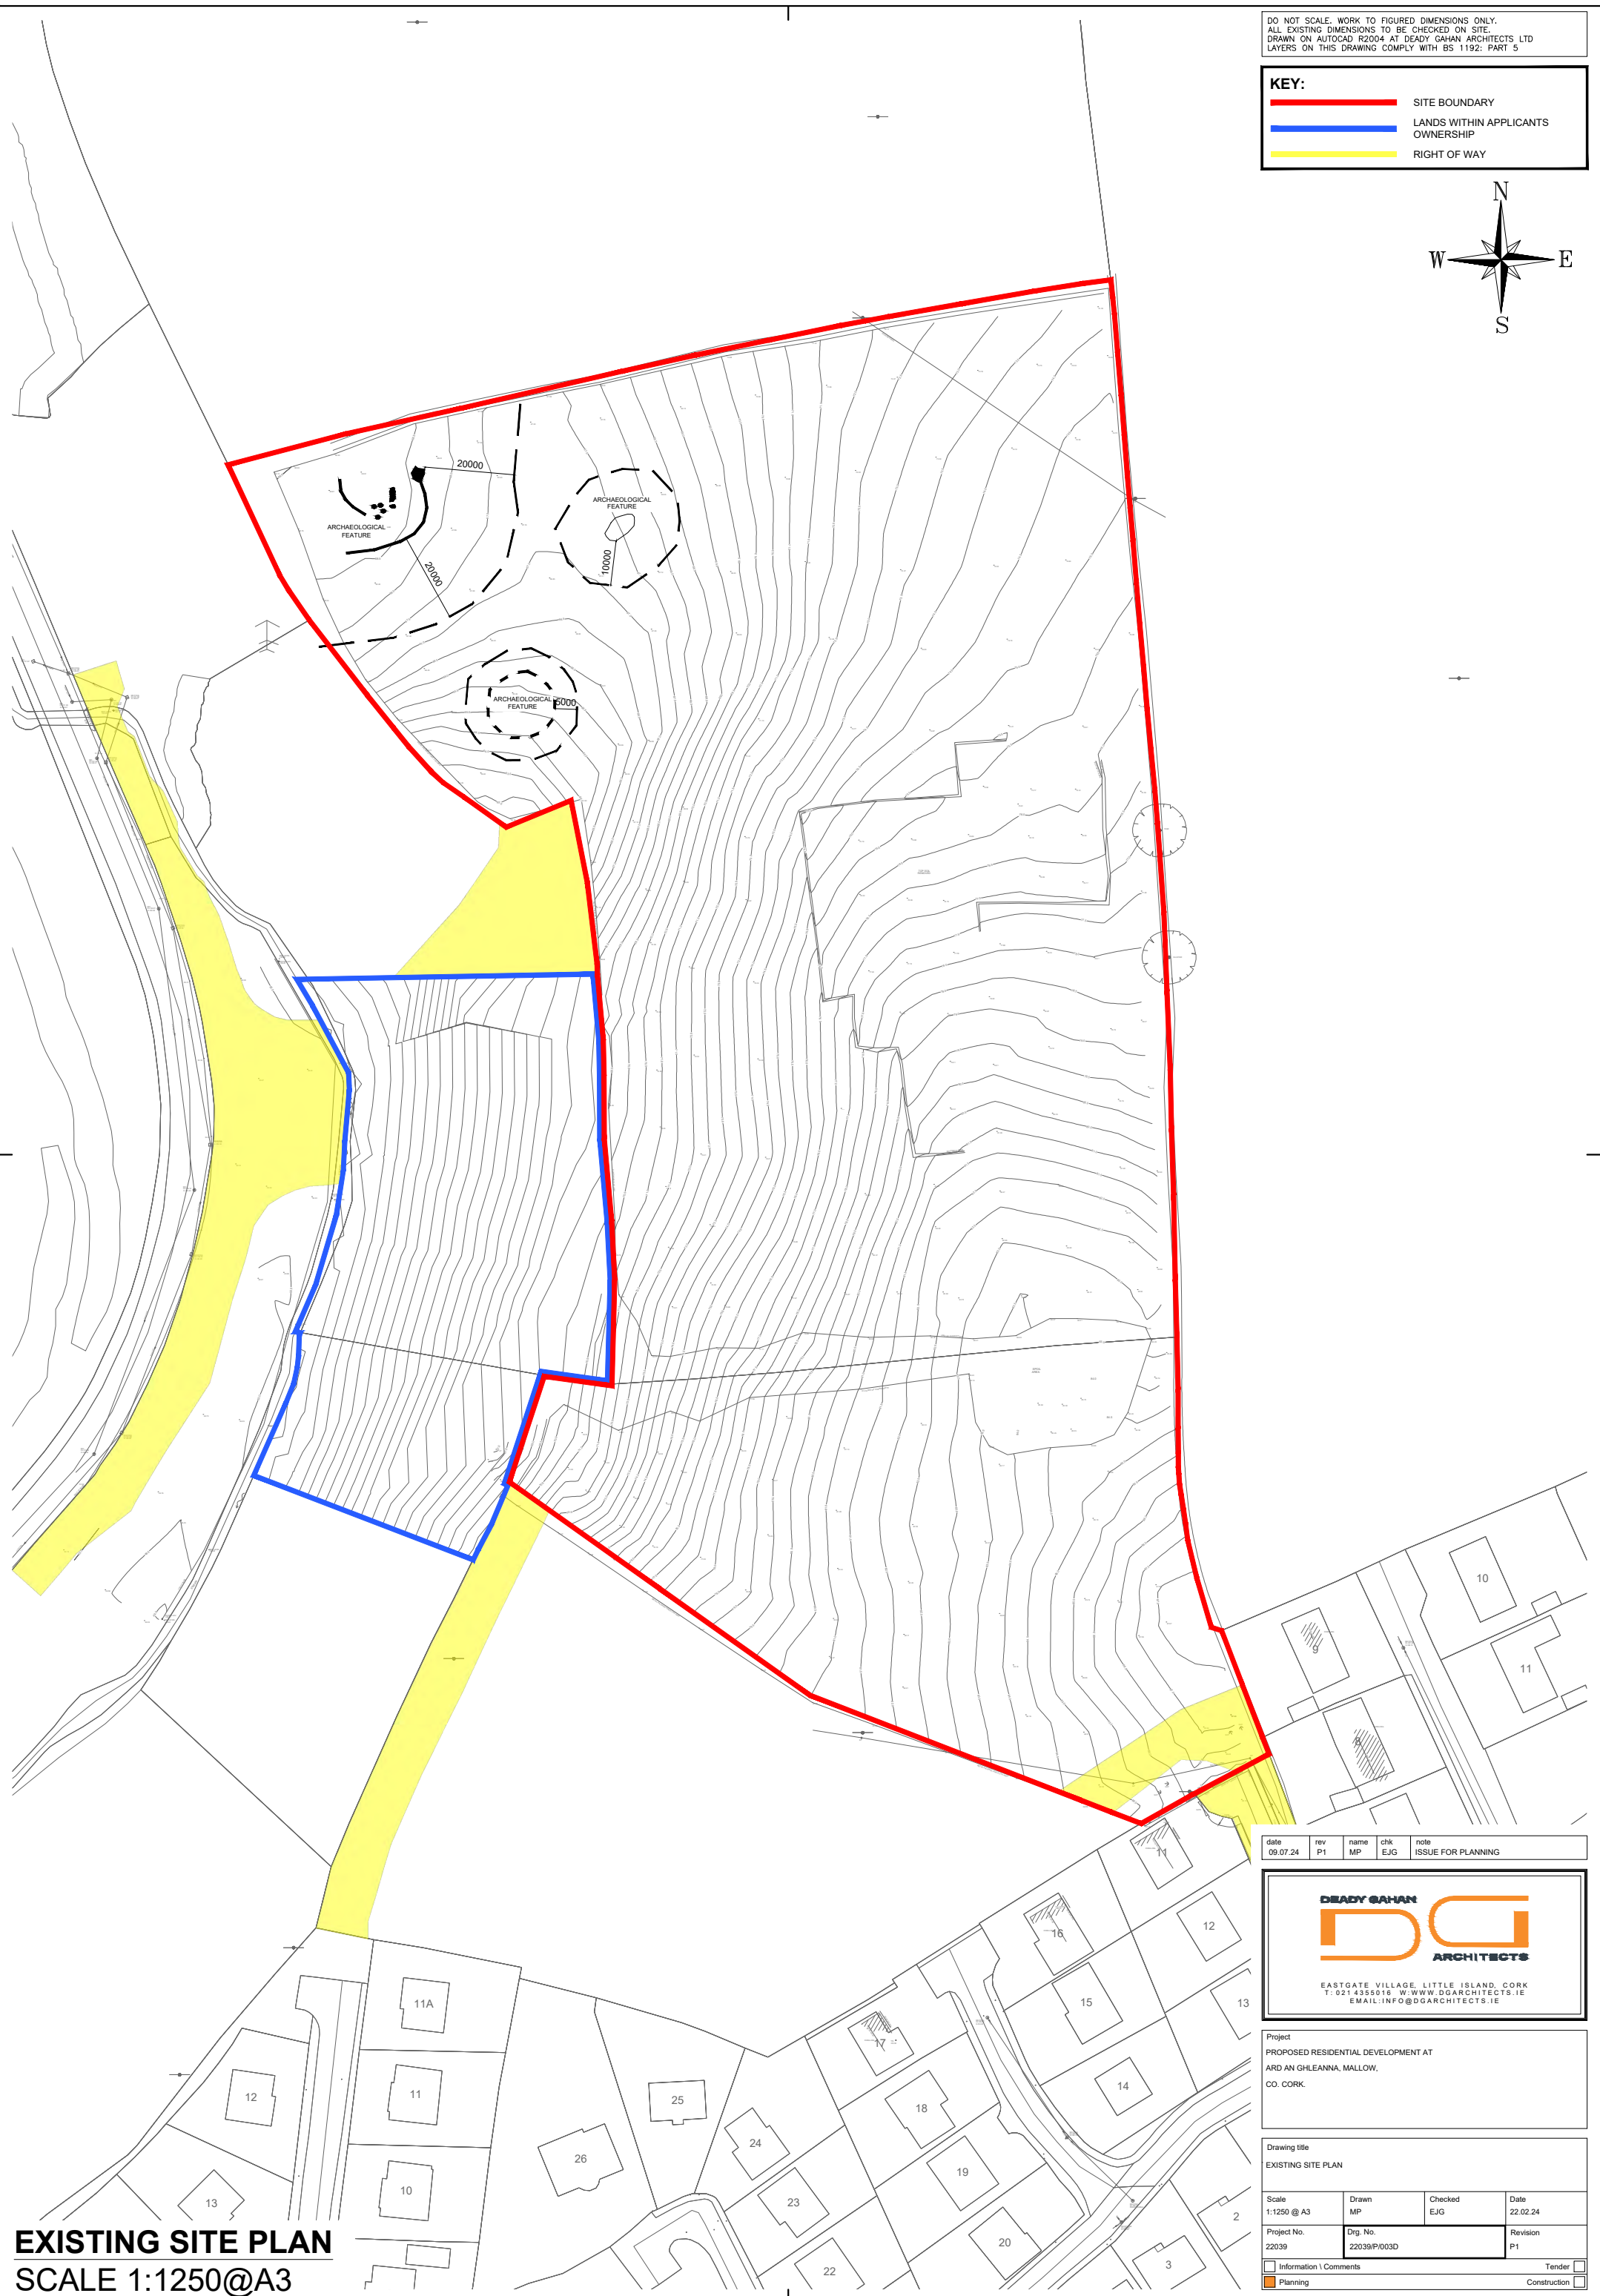 DO NOT SCALE. WORK TO FIGURED DIMENSIONS ONLY.
ALL EXISTING DIMENSIONS TO BE CHECKED ON SITE.
DRAWN ON AUTOCAD R2004 AT DEADY GAHAN ARCHITECTS LTD
LAYERS ON THIS DRAWING COMPLY WITH BS 1192: PART 5
KEY:
SITE BOUNDARY
LANDS WITHIN APPLICANTS
OWNERSHIP
RIGHT OF WAY
N
W E
S
20000
ARCHAEOLOGICAL
FEATURE
ARCHAEOLOGICAL
FEATURE
10000
20000
ARCHAEOLOGICAL
FEATURE
5000
10
9
11
8
11
16
12
15
13
17
14
11A
12
11
25
18
24
26
19
10
13
23
2
20
22
3
date rev name chk note
09.07.24 P1 MP EJG ISSUE FOR PLANNING
DEADY GAHAN
DG
ARCHITECTS
EASTGATE VILLAGE, LITTLE ISLAND, CORK
T: 021 4355016 W:WWW.DGARCHITECTS.IE
EMAIL:INFO@DGARCHITECTS.IE
Project
PROPOSED RESIDENTIAL DEVELOPMENT AT
ARD AN GHLEANNA, MALLOW,
CO. CORK.
Drawing title
EXISTING SITE PLAN
Scale Drawn Checked Date
1:1250 @ A3 MP EJG 22.02.24
Project No. Drg. No. Revision
22039 22039/P/003D P1
Information \ Comments Tender
Planning Construction
EXISTING SITE PLAN
SCALE 1:1250@A3